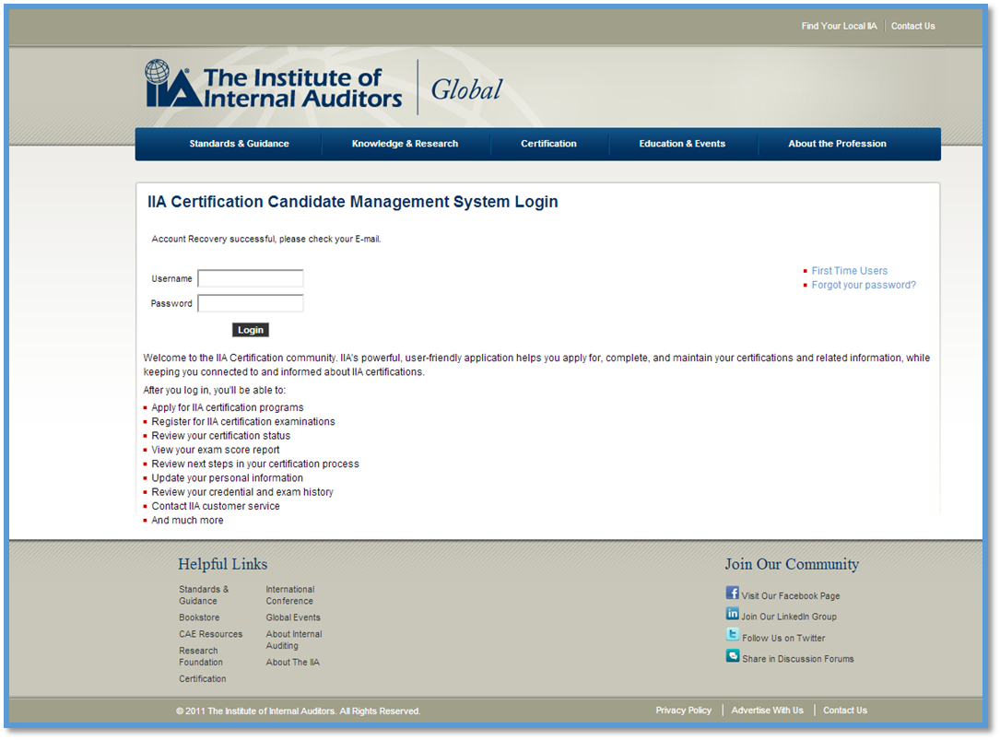 Find Your Local IIA | Contact Us
IIA® The Institute of
Internal Auditors | Global
Standards & Guidance Knowledge & Research Certification Education & Events About the Profession
IIA Certification Candidate Management System Login
Account Recovery successful, please check your E-mail.
Username
Password
Login
First Time Users
Forgot your password?
Welcome to the IIA Certification community. IIA's powerful, user-friendly application helps you apply for, complete, and maintain your certifications and related information, while
keeping you connected to and informed about IIA certifications.
After you log in, you'll be able to:
Apply for IIA certification programs
Register for IIA certification examinations
Review your certification status
View your exam score report
Review next steps in your certification process
Update your personal information
Review your credential and exam history
Contact IIA customer service
And much more
Helpful Links
Standards &
Guidance
Bookstore
CAE Resources
Research
Foundation
Certification
International
Conference
Global Events
About Internal
Auditing
About The IIA
Join Our Community
Visit Our Facebook Page
Join Our LinkedIn Group
Follow Us on Twitter
Share in Discussion Forums
© 2011 The Institute of Internal Auditors. All Rights Reserved.
Privacy Policy | Advertise With Us | Contact Us